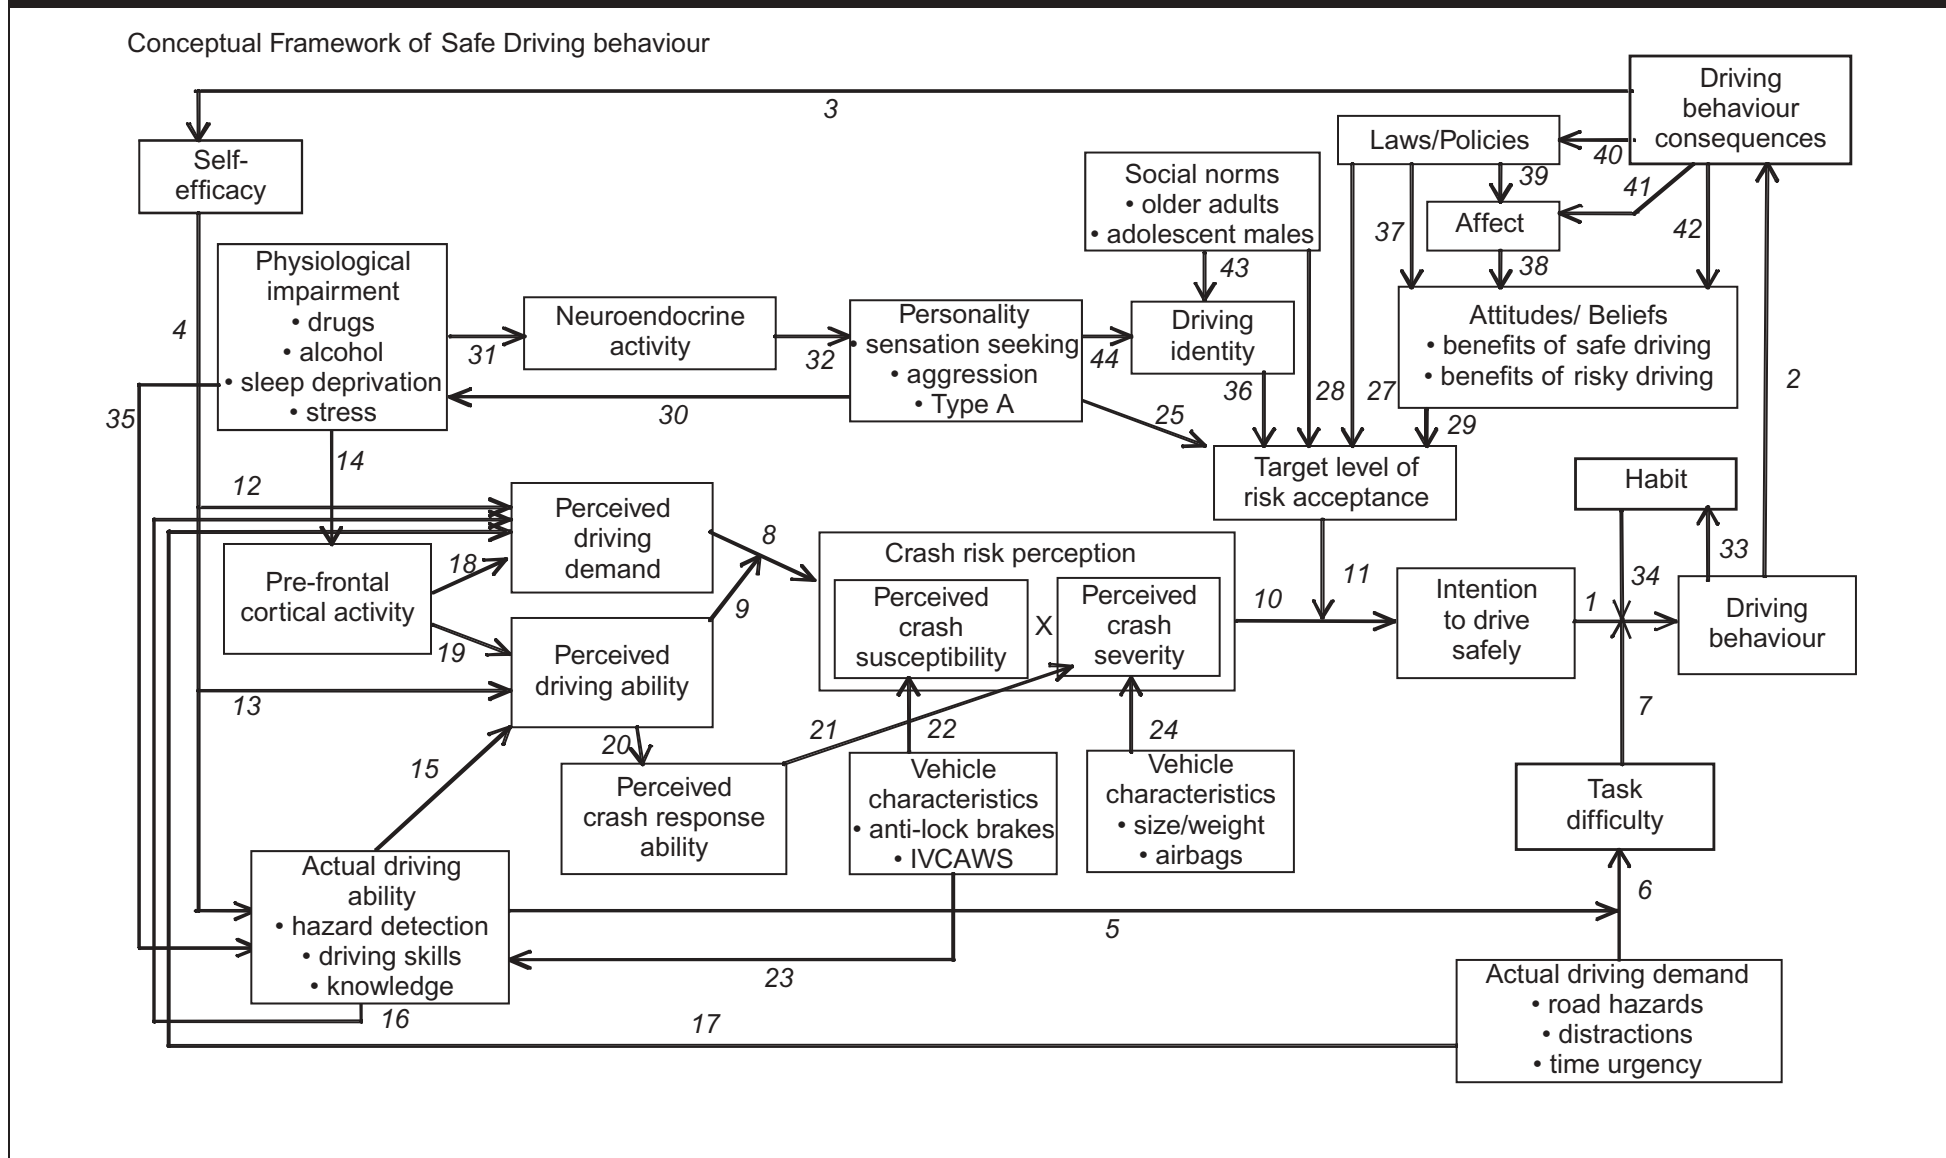 Conceptual Framework of Safe Driving behaviour
Driving
behaviour
consequences
3
Laws/Policies
40
Self-
efficacy
Social norms
• older adults
• adolescent males
39
41
Affect
37
42
38
43
Physiological
impairment
• drugs
• alcohol
• sleep deprivation
• stress
4
31
Neuroendocrine
activity
32
Personality
• sensation seeking
• aggression
• Type A
44
Driving
identity
Attitudes/ Beliefs
• benefits of safe driving
• benefits of risky driving
2
30
35
25
36
28
27
29
14
Target level of
risk acceptance
Habit
12
Perceived
driving
demand
8
33
34
Pre-frontal
cortical activity
18
19
9
Crash risk perception
Perceived
crash
susceptibility
X
Perceived
crash
severity
10
11
Intention
to drive
safely
1
Driving
behaviour
Perceived
driving ability
13
20
21
22
24
7
15
Perceived
crash response
ability
Vehicle
characteristics
• anti-lock brakes
• IVCAWS
Vehicle
characteristics
• size/weight
• airbags
Task
difficulty
Actual driving
ability
• hazard detection
• driving skills
• knowledge
6
5
23
16
17
Actual driving demand
• road hazards
• distractions
• time urgency